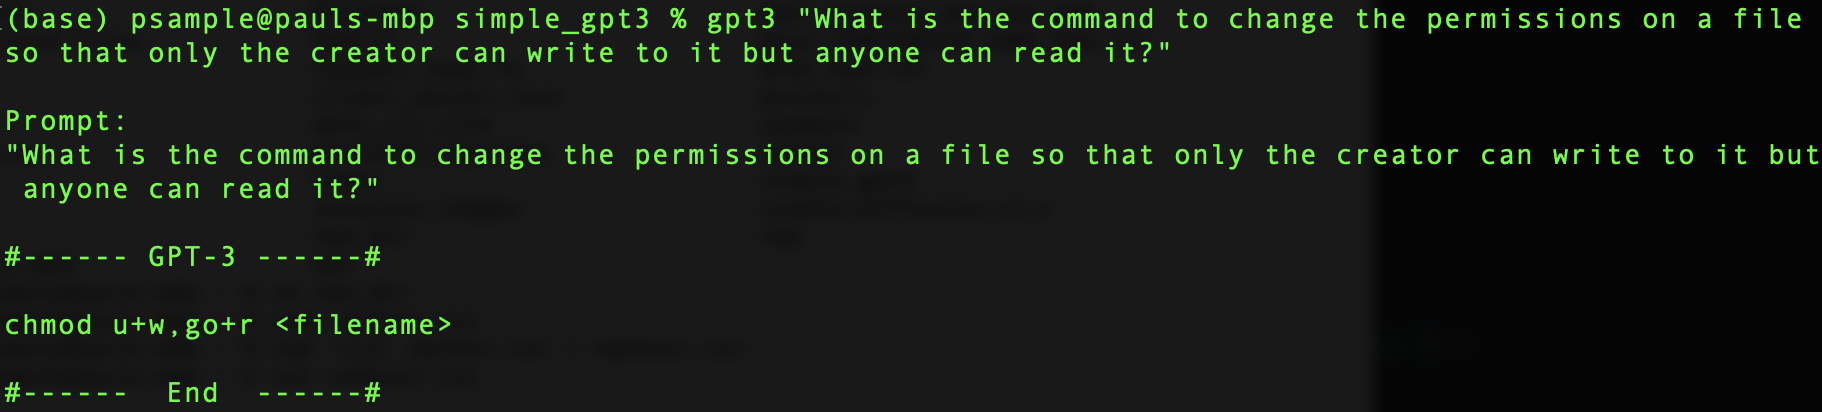 (base) psample@pauls-mbp simple_gpt3 % gpt3 "What is the command to change the permissions on a file
so that only the creator can write to it but anyone can read it?"
Prompt:
"What is the command to change the permissions on a file so that only the creator can write to it but
anyone can read it?"
#------ GPT-3 ------#
chmod u+w,go+r <filename>
#------  End  ------#